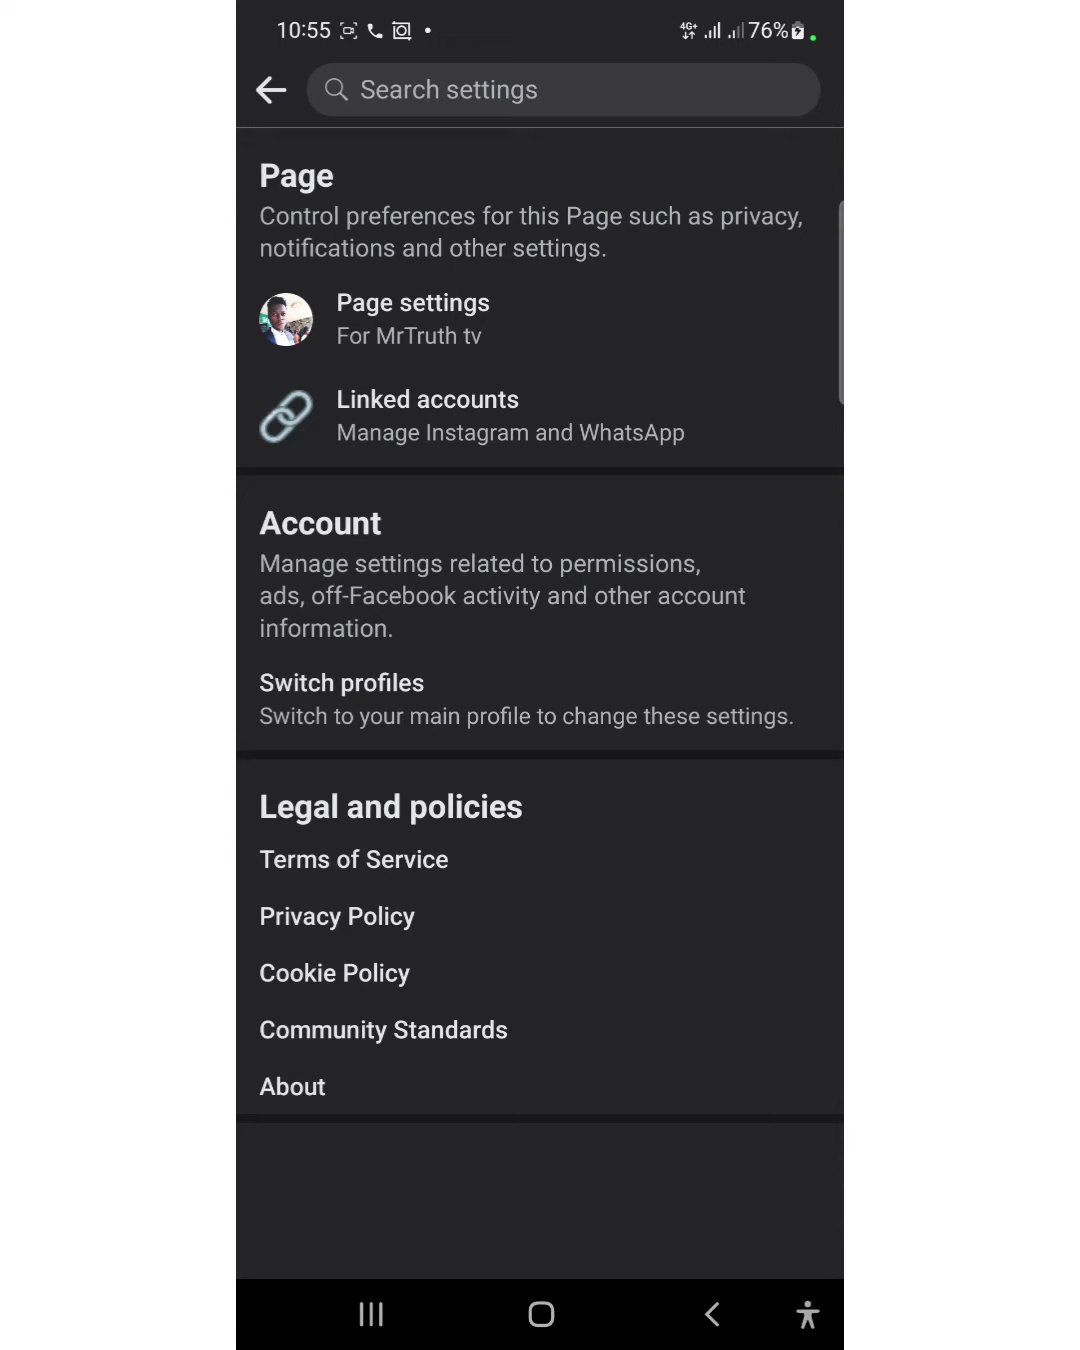 10:55
4G+ 76%
Search settings
Page
Control preferences for this Page such as privacy,
notifications and other settings.
Page settings
For MrTruth tv
Linked accounts
Manage Instagram and WhatsApp
Account
Manage settings related to permissions,
ads, off-Facebook activity and other account
information.
Switch profiles
Switch to your main profile to change these settings.
Legal and policies
Terms of Service
Privacy Policy
Cookie Policy
Community Standards
About